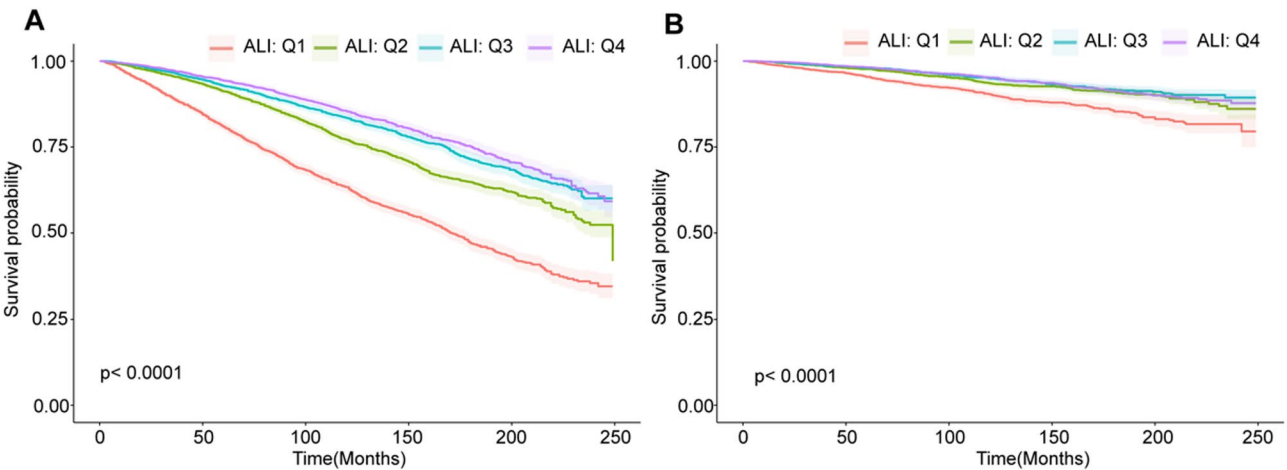 A
ALI: Q1 ALI: Q2 ALI: Q3 ALI: Q4
Survival probability
1.00
0.75
0.50
0.25
0.00
p< 0.0001
0 50 100 150 200 250
Time(Months)
B
ALI: Q1 ALI: Q2 ALI: Q3 ALI: Q4
Survival probability
1.00
0.75
0.50
0.25
0.00
p< 0.0001
0 50 100 150 200 250
Time(Months)